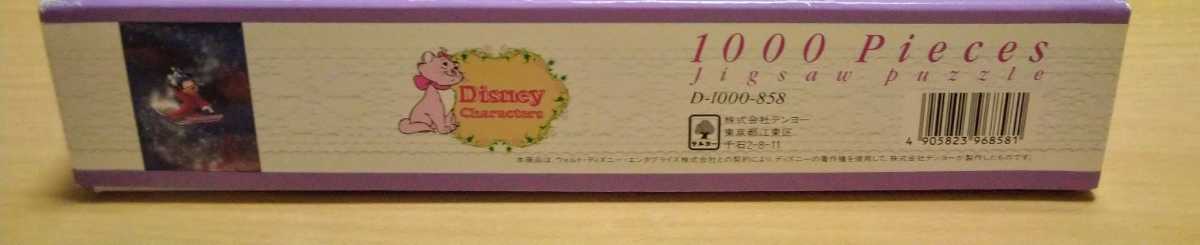 Disney
Characters
1000 Pieces
Jigsaw puzzle
D-1000-858
テンヨー
株式会社テンヨー
東京都江東区
千石2-8-11
4 905823 968581
本商品は、ウォルト・ディズニー・エンタプライズ株式会社との契約により、ディズニーの著作権を使用して、株式会社テンヨーが製作したものです。